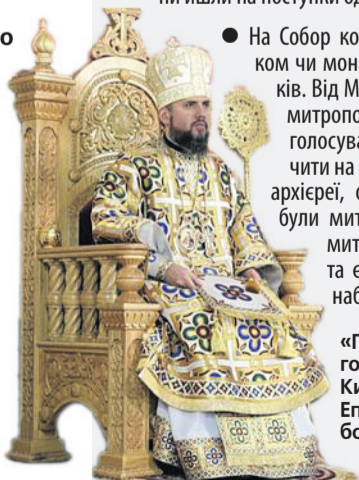 ни йшли на поступки од
о
● На Собор ко
ком чи мона
ків. Від М
митропо
голосува
чити на
архієреї, с
були мит
мит
та є
наб
«П
го
Ки
Еп
бо